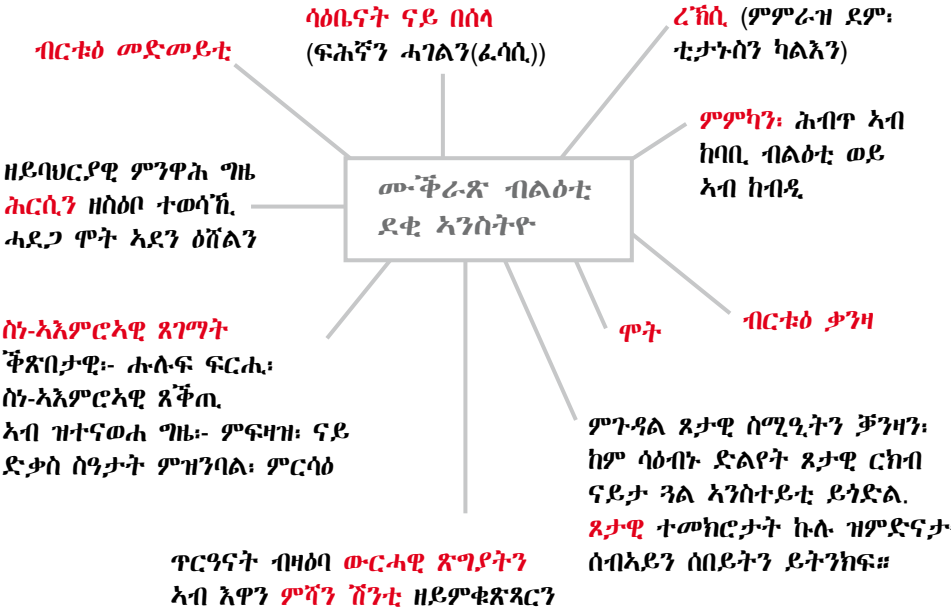 ብርቱዕ መድመይቲ
ሳዕቤናት ናይ በሰላ
(ፍሕኛን ሓገልን(ፈሳሲ))
ረኽሲ (ምምራዝ ደም፡
ቲታኑስን ካልእን)
ምምካን፡ ሕብጥ ኣብ
ከባቢ ብልዕቲ ወይ
ኣብ ከብዲ
ዘይባህርያዊ ምንዋሕ ግዜ
ሕርሲን ዘስዕቦ ተወሳኺ
ሓደጋ ሞት ኣደን ዕሸልን
ሙቕራጽ ብልዕቲ
ደቂ ኣንስትዮ
ብርቱዕ ቃንዛ
ሞት
ስነ-ኣእምሮኣዊ ጸገማት
ቕጽበታዊ፡- ሑሉፍ ፍርሒ፡
ስነ-ኣእምሮኣዊ ጸቕጢ
ኣብ ዝተናወሐ ግዜ፡- ምፍዛዝ፡ ናይ
ድቃስ ስዓታት ምዝንባል፡ ምርሳዕ
ምጉዳል ጾታዊ ስሚዒትን ቓንዛን፡
ከም ሳዕብኑ ድልየት ጾታዊ ርክብ
ናይታ ጓል ኣንስተይቲ ይጎድል.
ጾታዊ ተመክሮታት ኩሉ ዝምድናታት
ሰብኣይን ሰበይትን ይትንክፍ።
ጥርዓናት ብዛዕባ ውርሓዊ ጽግያትን
ኣብ እዋን ምሻን ሽንቲ ዘይምቁጽጻርን